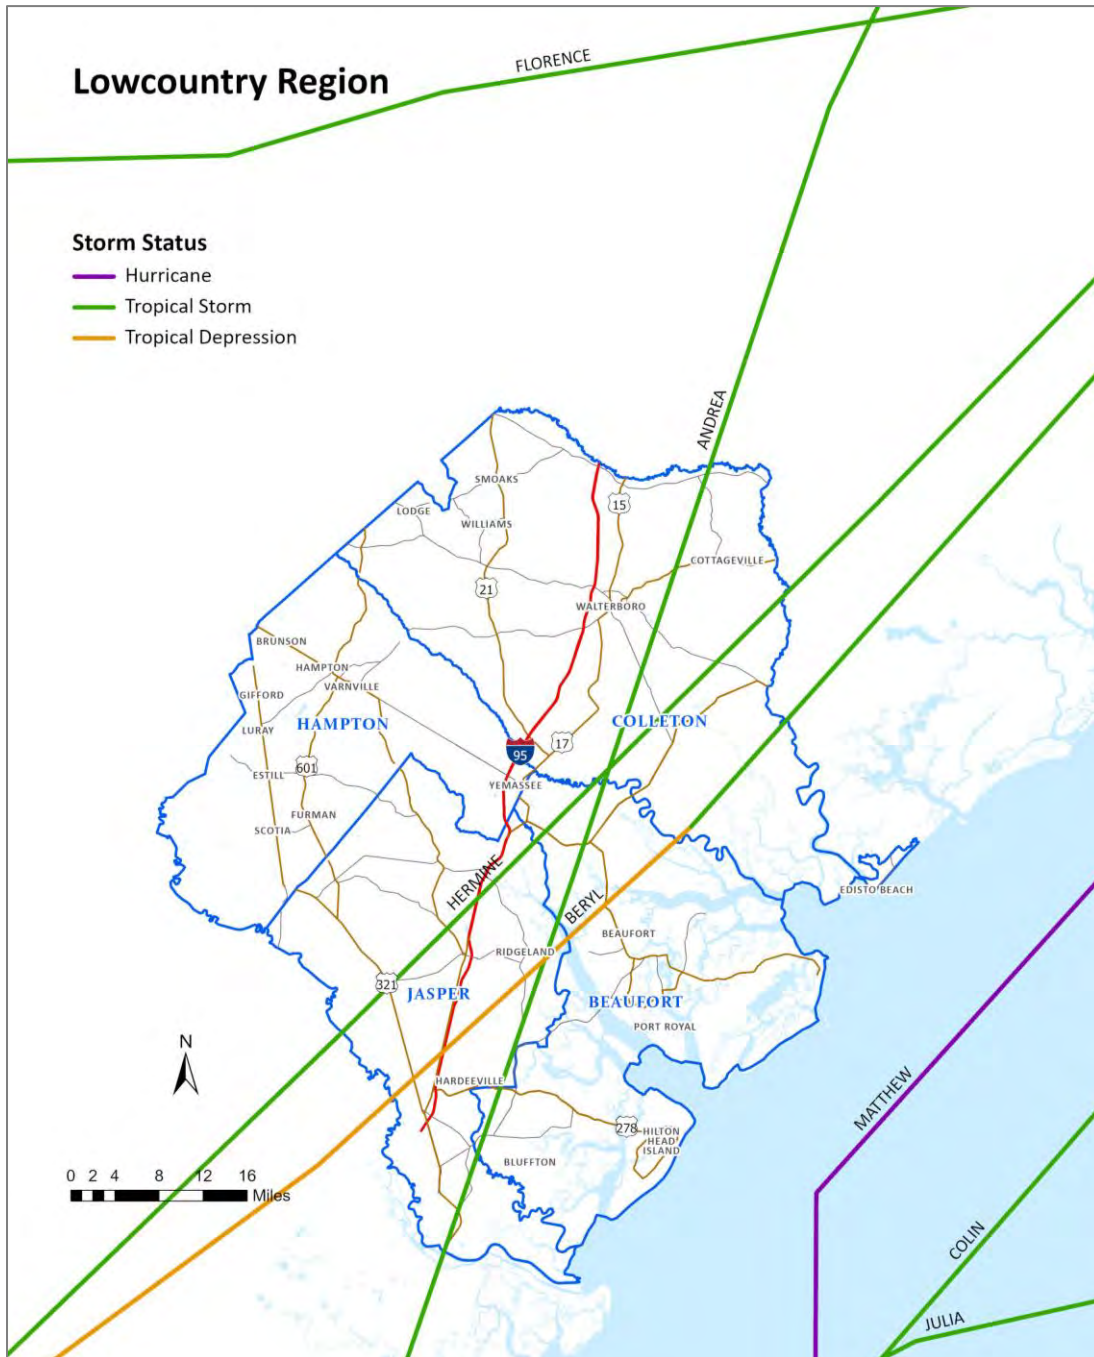 FLORENCE
Lowcountry Region
Storm Status
Hurricane
Tropical Storm
Tropical Depression
ANDREA
SMOAKS
15
LODGE
WILLIAMS
COTTAGEVILLE
21
WALTERBORO
BRUNSON
HAMPTON
VARNVILLE
GIFFORD
HAMPTON
COLLETON
LURAY
17
95
601
ESTILL
YEMASSEE
FURMAN
SCOTIA
HERMINE
EDISTO BEACH
BERYL
BEAUFORT
RIDGELAND
321
JASPER
BEAUFORT
PORT ROYAL
N
HARDEEVILLE
MATTHEW
278
HILTON
HEAD
ISLAND
BLUFFTON
0 2 4 8 12 16
Miles
COLIN
JULIA